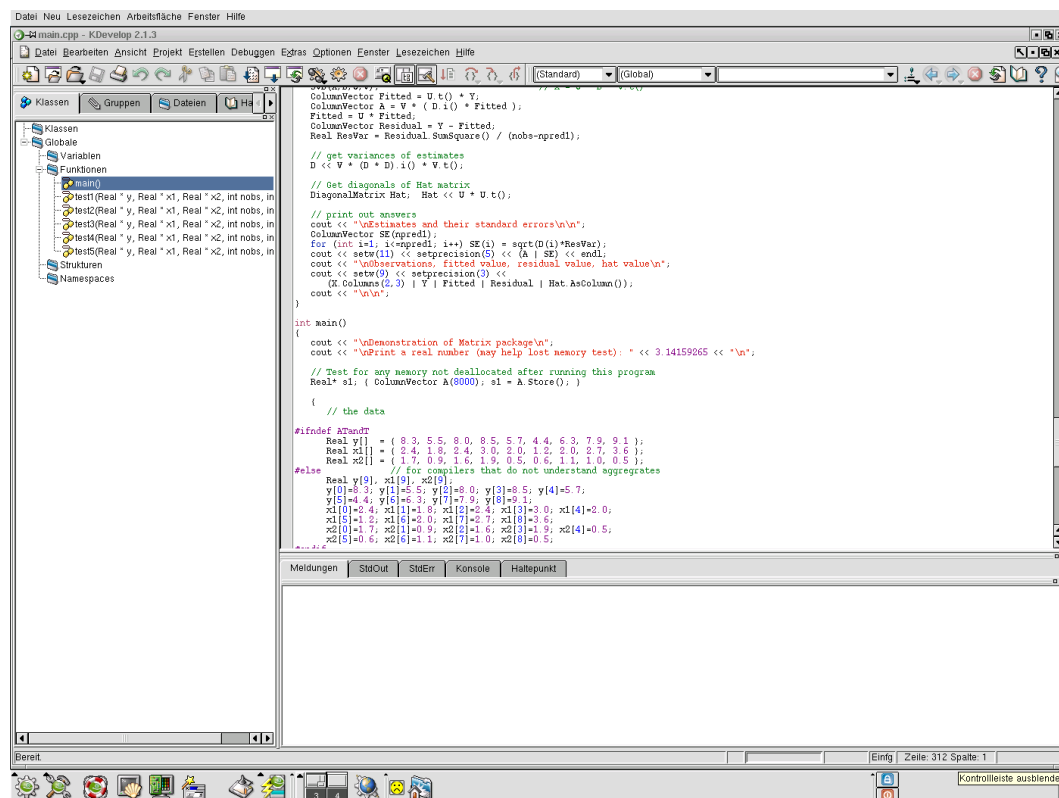 Datei Neu Lesezeichen Arbeitsfläche Fenster Hilfe
main.cpp - KDevelop 2.1.3
Datei Bearbeiten Ansicht Projekt Erstellen Debuggen Extras Optionen Fenster Lesezeichen Hilfe
(Standard) (Global)
Klassen Gruppen Dateien Ha
Klassen
Globale
Variablen
Funktionen
main()
test1(Real * y, Real * x1, Real * x2, int nobs, in
test2(Real * y, Real * x1, Real * x2, int nobs, in
test3(Real * y, Real * x1, Real * x2, int nobs, in
test4(Real * y, Real * x1, Real * x2, int nobs, in
test5(Real * y, Real * x1, Real * x2, int nobs, in
Strukturen
Namespaces
ColumnVector Fitted = U.t() * Y;
ColumnVector A = V * ( D.i() * Fitted );
Fitted = U * Fitted;
ColumnVector Residual = Y - Fitted;
Real ResVar = Residual.SumSquare() / (nobs-npred1);
// get variances of estimates
D << V * (D * D).i() * V.t();
// Get diagonals of Hat matrix
DiagonalMatrix Hat;  Hat << U * U.t();
// print out answers
cout << "\nEstimates and their standard errors\n\n";
ColumnVector SE(npred1);
for (int i=1; i<=npred1; i++) SE(i) = sqrt(D(i)*ResVar);
cout << setw(11) << setprecision(5) << (A | SE) << endl;
cout << "\nObservations, fitted value, residual value, hat value\n";
cout << setw(9) << setprecision(3) <<
(X.Columns(2,3) | Y | Fitted | Residual | Hat.AsColumn());
cout << "\n\n";
}
int main()
{
cout << "\nDemonstration of Matrix package\n";
cout << "\nPrint a real number (may help lost memory test): " << 3.14159265 << "\n";
// Test for any memory not deallocated after running this program
Real* s1; { ColumnVector A(8000); s1 = A.Store(); }
{
// the data
#ifndef ATandT
Real y[]  = { 8.3, 5.5, 8.0, 8.5, 5.7, 4.4, 6.3, 7.9, 9.1 };
Real x1[] = { 2.4, 1.8, 2.4, 3.0, 2.0, 1.2, 2.0, 2.7, 3.6 };
Real x2[] = { 1.7, 0.9, 1.6, 1.9, 0.5, 0.6, 1.1, 1.0, 0.5 };
#else // for compilers that do not understand aggregrates
Real y[9], x1[9], x2[9];
y[0]=8.3; y[1]=5.5; y[2]=8.0; y[3]=8.5; y[4]=5.7;
y[5]=4.4; y[6]=6.3; y[7]=7.9; y[8]=9.1;
x1[0]=2.4; x1[1]=1.8; x1[2]=2.4; x1[3]=3.0; x1[4]=2.0;
x1[5]=1.2; x1[6]=2.0; x1[7]=2.7; x1[8]=3.6;
x2[0]=1.7; x2[1]=0.9; x2[2]=1.6; x2[3]=1.9; x2[4]=0.5;
x2[5]=0.6; x2[6]=1.1; x2[7]=1.0; x2[8]=0.5;
Meldungen StdOut StdErr Konsole Haltepunkt
Bereit. Einfg Zeile: 312 Spalte: 1
3 4
Kontrollleiste ausblende